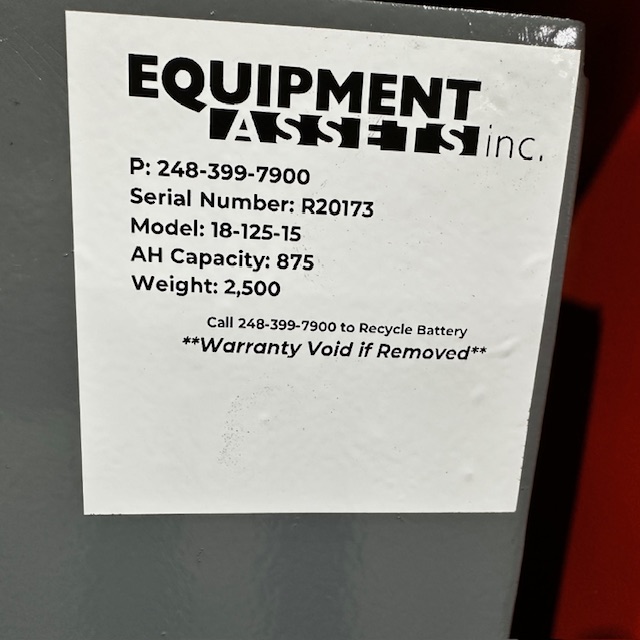 EQUIPMENT
ASSETS inc.
P: 248-399-7900
Serial Number: R20173
Model: 18-125-15
AH Capacity: 875
Weight: 2,500
Call 248-399-7900 to Recycle Battery
**Warranty Void if Removed**